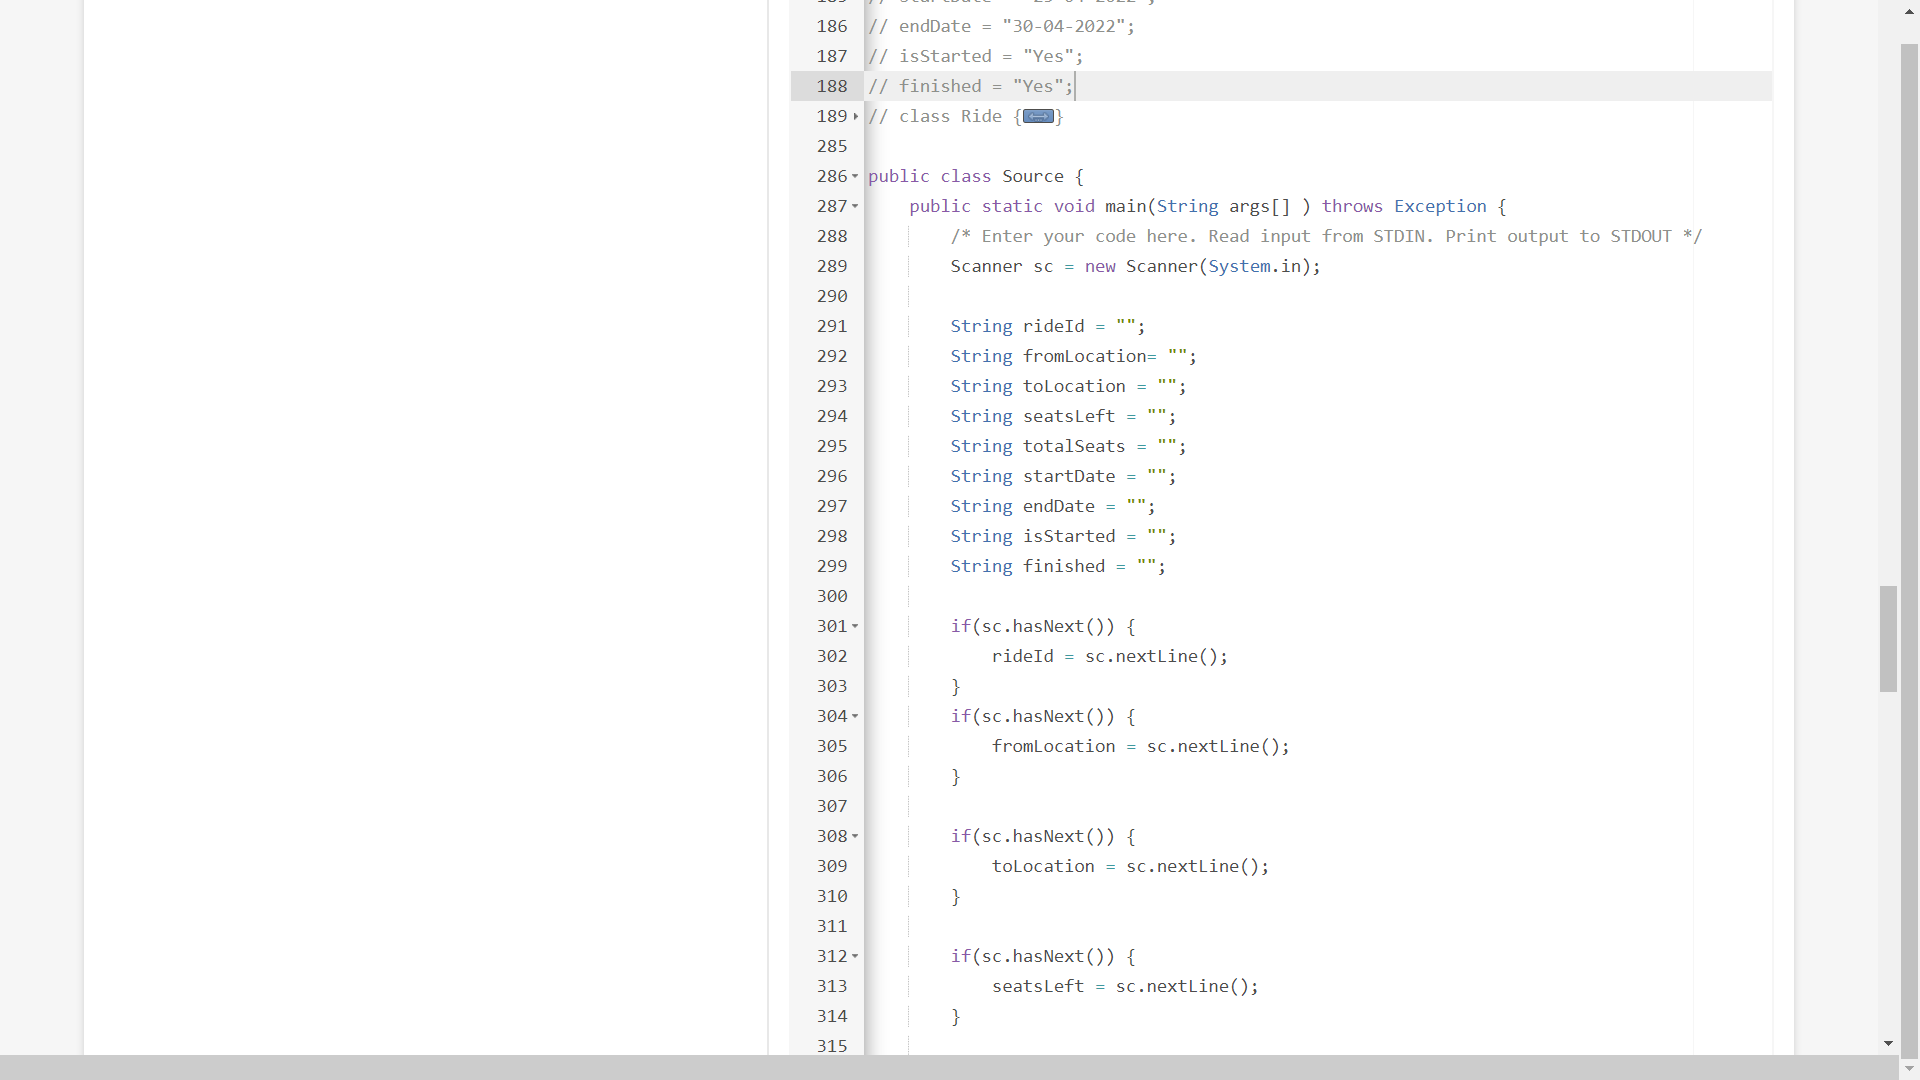 186 // endDate = "30-04-2022";
187 // isStarted = "Yes";
188 // finished = "Yes";
189 // class Ride {}
285
286 public class Source {
287 public static void main(String args[] ) throws Exception {
288 /* Enter your code here. Read input from STDIN. Print output to STDOUT */
289 Scanner sc = new Scanner(System.in);
290
291 String rideId = "";
292 String fromLocation= "";
293 String toLocation = "";
294 String seatsLeft = "";
295 String totalSeats = "";
296 String startDate = "";
297 String endDate = "";
298 String isStarted = "";
299 String finished = "";
300
301 if(sc.hasNext()) {
302 rideId = sc.nextLine();
303 }
304 if(sc.hasNext()) {
305 fromLocation = sc.nextLine();
306 }
307
308 if(sc.hasNext()) {
309 toLocation = sc.nextLine();
310 }
311
312 if(sc.hasNext()) {
313 seatsLeft = sc.nextLine();
314 }
315